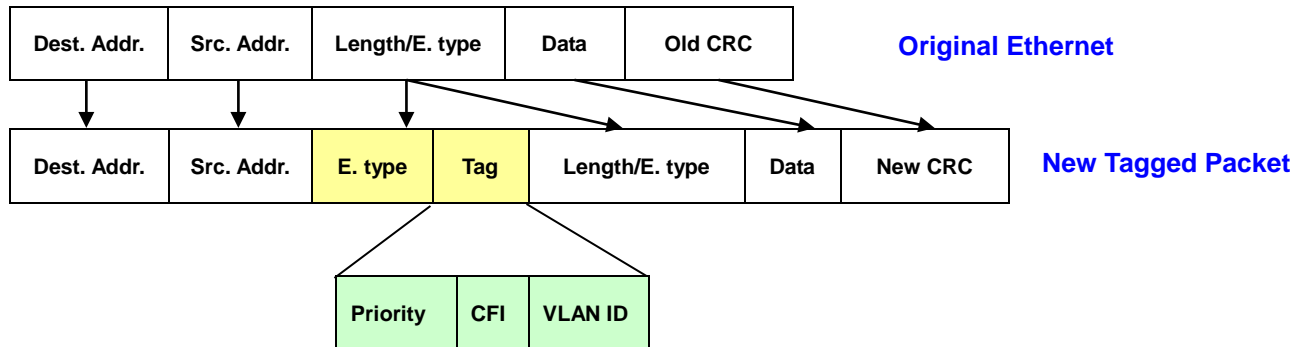 Dest. Addr. Src. Addr. Length/E. type Data Old CRC Original Ethernet
Dest. Addr. Src. Addr. E. type Tag Length/E. type Data New CRC New Tagged Packet
Priority CFI VLAN ID